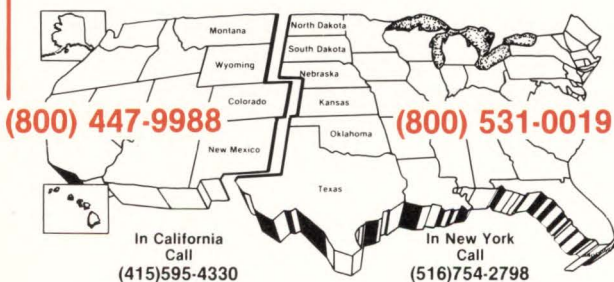 Montana
North Dakota
South Dakota
Wyoming
Nebraska
(800) 447-9988
Colorado
Kansas
(800) 531-0019
New Mexico
Oklahoma
Texas
In California
Call
(415)595-4330
In New York
Call
(516)754-2798